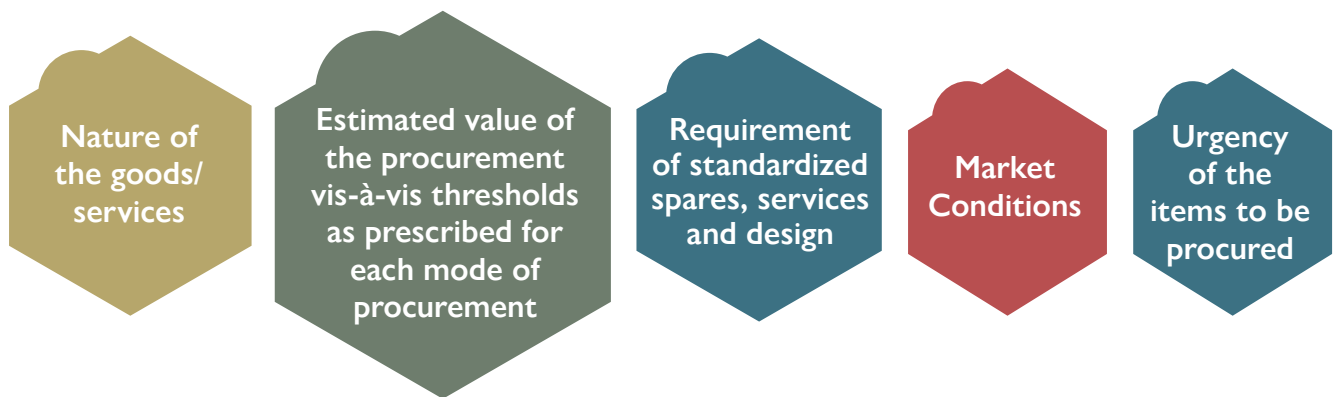 Nature of
the goods/
services
Estimated value of
the procurement
vis-à-vis thresholds
as prescribed for
each mode of
procurement
Requirement
of standardized
spares, services
and design
Market
Conditions
Urgency
of the
items to be
procured